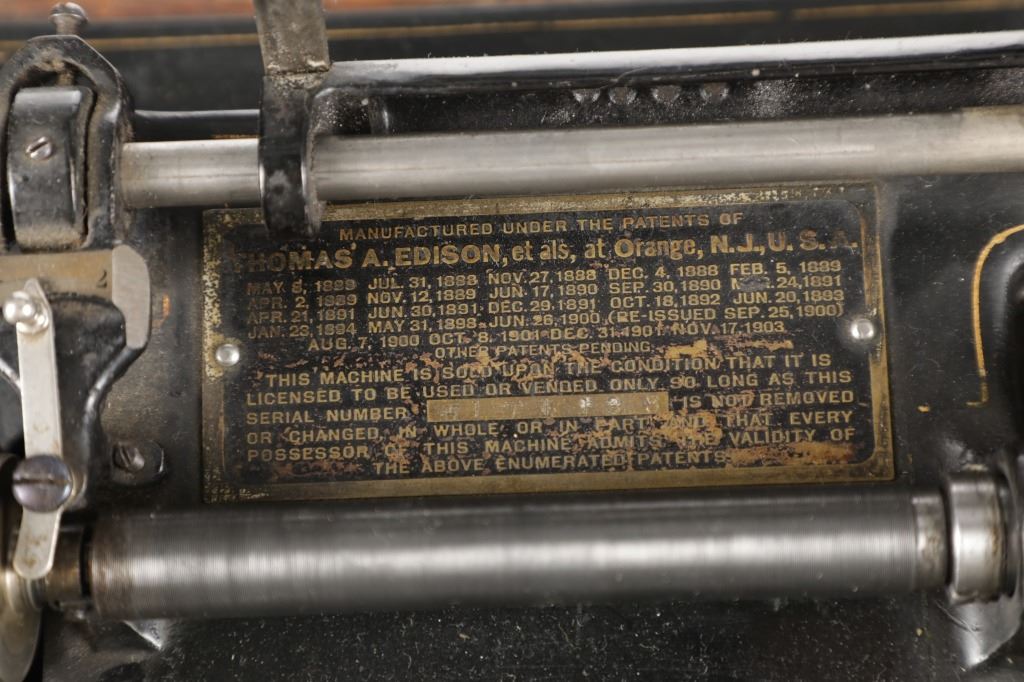 2
MANUFACTURED UNDER THE PATENTS OF
THOMAS A. EDISON, et als, at Orange, N.J., U.S.A.
MAY 8, 1888 JUL. 31, 1888 NOV. 27, 1888 DEC. 4, 1888 FEB. 5, 1889
APR. 2, 1889 NOV. 12, 1889 JUN. 17, 1890 SEP. 30, 1890 24, 1891
APR. 21, 1891 JUN. 30, 1891, DEC. 29, 1891 OCT. 18, 1892 JUN. 20, 1893
JAN. 23, 1894 MAY 31, 1898. JUN. 26, 1900 (RE-ISSUED SEP. 25, 1900)
AUG. 7, 1900 OCT. 8, 1901 DEC. 31, 1901 NOV. 17, 1903.
OTHER PATENTS PENDING.
THIS MACHINE IS SOLD UPON THE CONDITION THAT IT IS
LICENSED TO BE USED OR VENDED ONLY SO LONG AS THIS
SERIAL NUMBER IS NOT REMOVED
OR CHANGED IN WHOLE OR IN PART AND THAT EVERY
POSSESSOR OF THIS MACHINE ADMITS THE VALIDITY OF
THE ABOVE ENUMERATED PATENTS